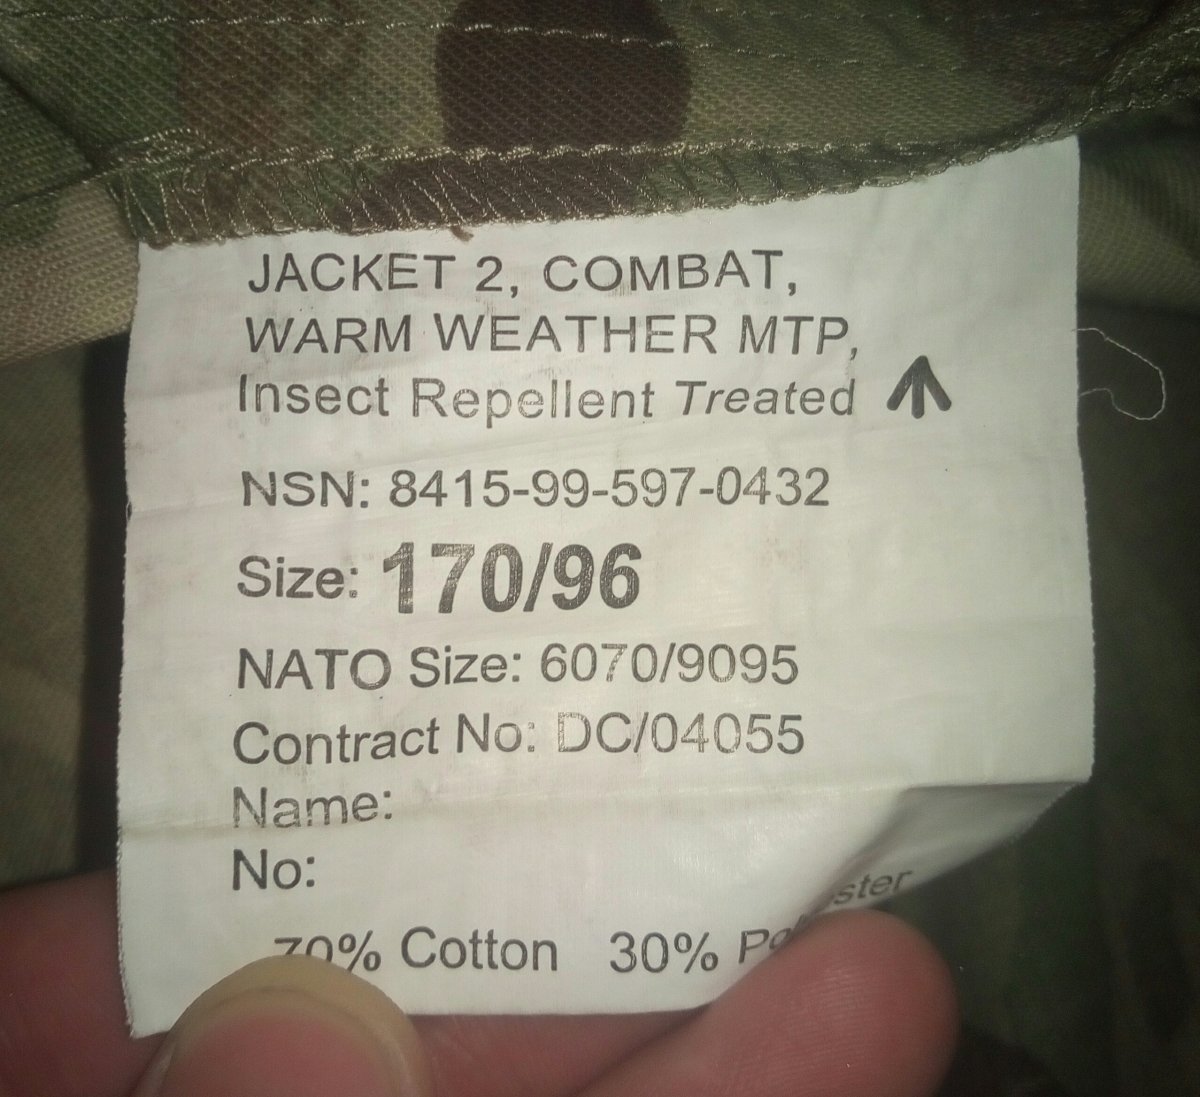 JACKET 2, COMBAT,
WARM WEATHER MTP,
Insect Repellent Treated
NSN: 8415-99-597-0432
Size: 170/96
NATO Size: 6070/9095
Contract No: DC/04055
Name:
No:
70% Cotton 30%